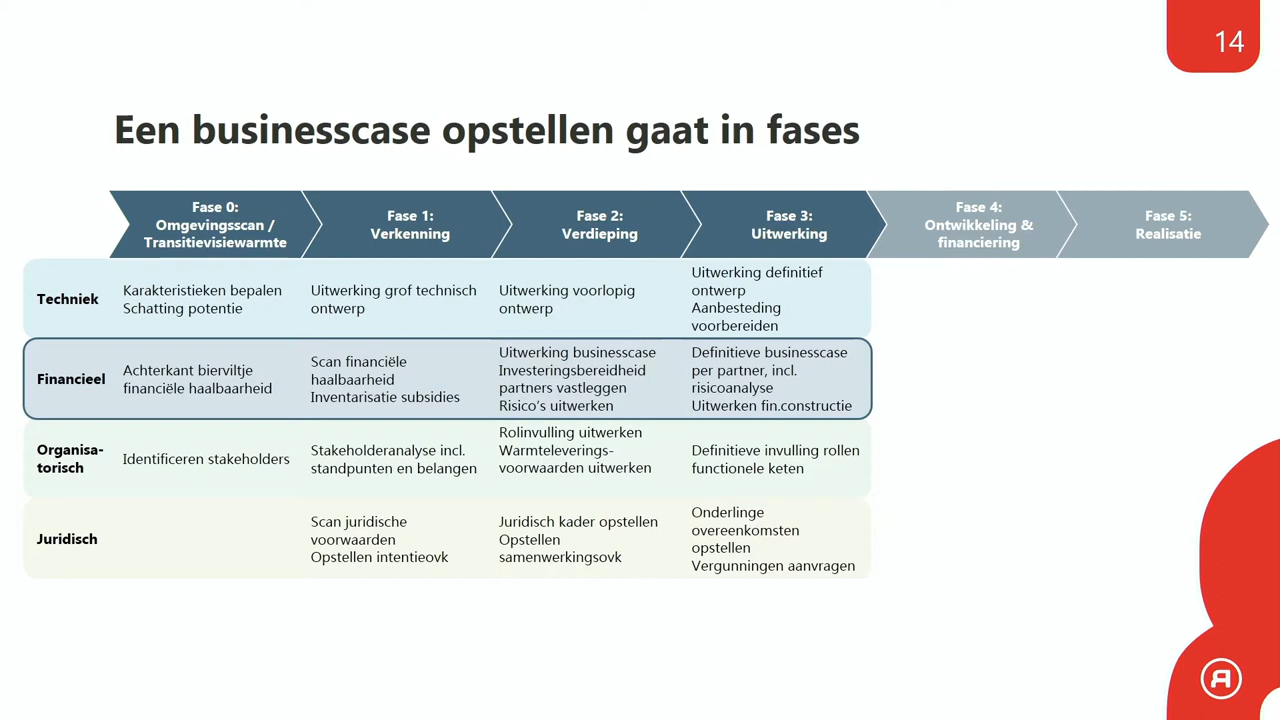 14
Een businesscase opstellen gaat in fases
Fase 0:
Omgevingsscan /
Transitievisiewarmte
Fase 1:
Verkenning
Fase 2:
Verdieping
Fase 3:
Uitwerking
Fase 4:
Ontwikkeling &
financiering
Fase 5:
Realisatie
Techniek
Karakteristieken bepalen
Schatting potentie
Uitwerking grof technisch
ontwerp
Uitwerking voorlopig
ontwerp
Uitwerking definitief
ontwerp
Aanbesteding
voorbereiden
Financieel
Achterkant bierviltje
financiële haalbaarheid
Scan financiële
haalbaarheid
Inventarisatie subsidies
Uitwerking businesscase
Investeringsbereidheid
partners vastleggen
Risico's uitwerken
Definitieve businesscase
per partner, incl.
risicoanalyse
Uitwerken fin.constructie
Organisa-
torisch
Identificeren stakeholders
Stakeholderanalyse incl.
standpunten en belangen
Rolinvulling uitwerken
Warmteleverings-
voorwaarden uitwerken
Definitieve invulling rollen
functionele keten
Juridisch
Scan juridische
voorwaarden
Opstellen intentieovk
Juridisch kader opstellen
Opstellen
samenwerkingsovk
Onderlinge
overeenkomsten
opstellen
Vergunningen aanvragen